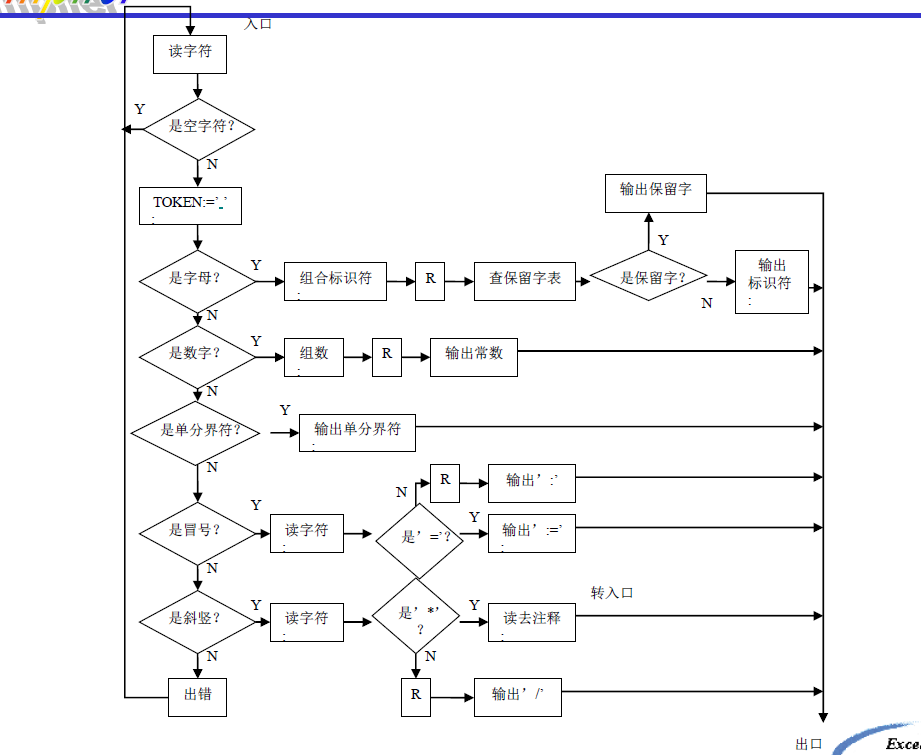 入口
读字符
Y
是空字符?
N
TOKEN:='_'
;
输出保留字
Y
是字母?
Y
组合标识符
;
R
查保留字表
是保留字?
N
输出
标识符
;
N
是数字?
Y
组数
;
R
输出常数
N
是单分界符?
Y
输出单分界符
;
N
是冒号?
Y
读字符
;
是’='?
N
R
输出’:’
Y
输出’:='
;
N
是斜竖?
Y
读字符
;
是’*’
?
Y
读去注释
;
转入口
N
R
输出’/’
N
出错
出口